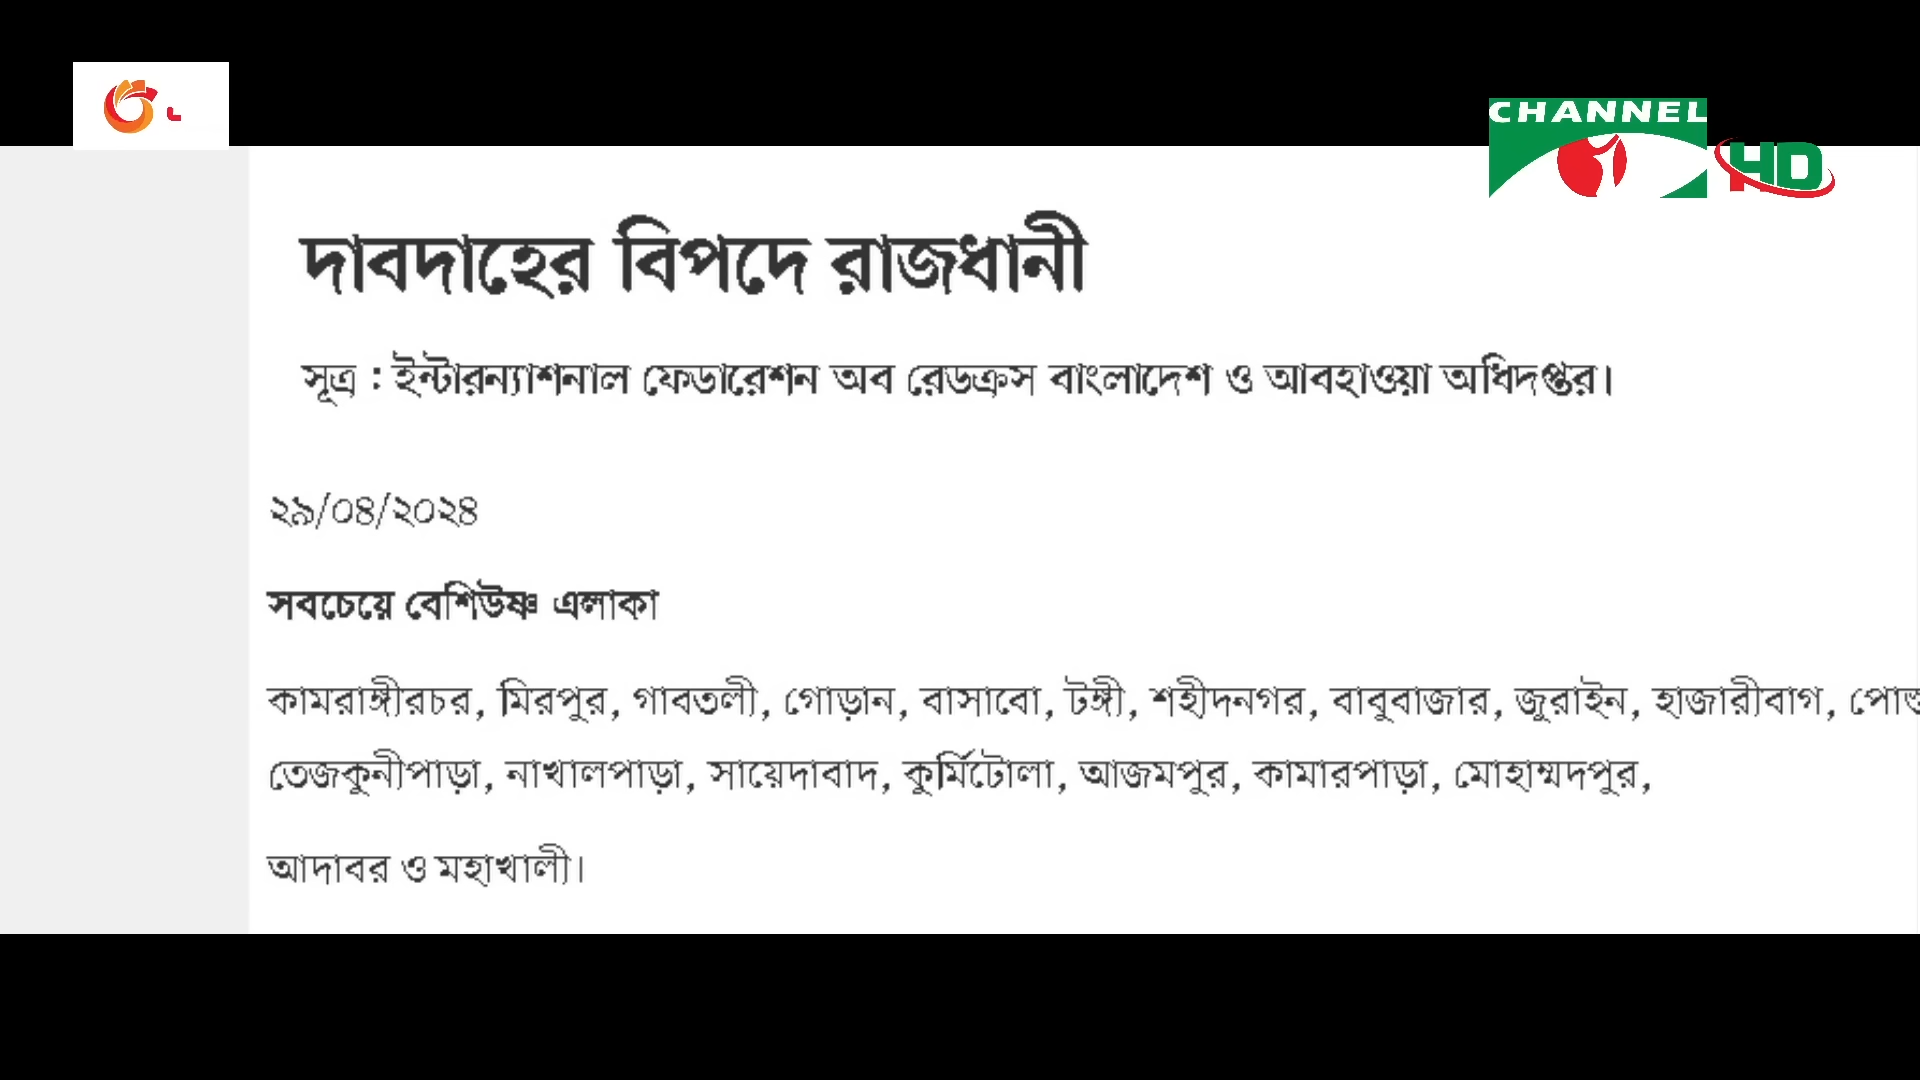 CHANNEL
HD
দাবদাহের বিপদে রাজধানী
সূত্র : ইন্টারন্যাশনাল ফেডারেশন অব রেডক্রস বাংলাদেশ ও আবহাওয়া অধিদপ্তর।
২৯/০৪/২০২৪
সবচেয়ে বেশিউষ্ণ এলাকা
কামরাঙ্গীরচর, মিরপুর, গাবতলী, গোড়ান, বাসাবো, টঙ্গী, শহীদনগর, বাবুবাজার, জুরাইন, হাজারীবাগ,
তেজকুনীপাড়া, নাখালপাড়া, সায়েদাবাদ, কুর্মিটোলা, আজমপুর, কামারপাড়া, মোহাম্মদপুর,
আদাবর ও মহাখালী।